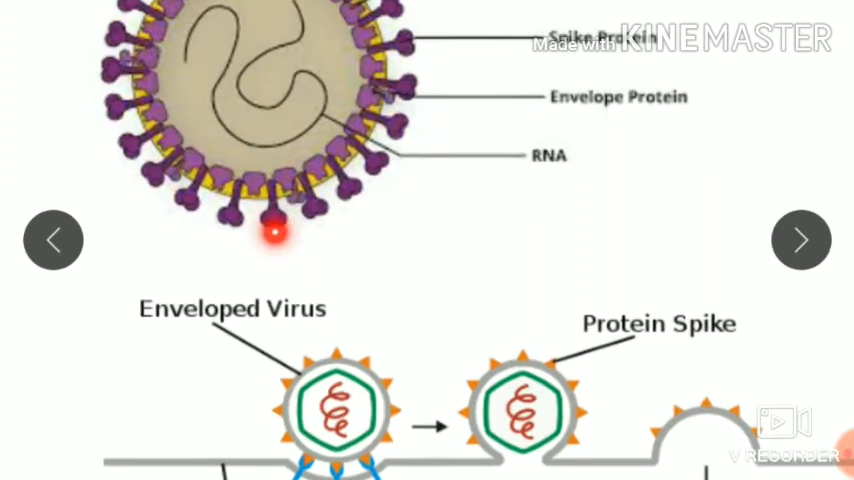 Spike Protein
Made with KINEMASTER
Envelope Protein
RNA
Enveloped Virus
Protein Spike
V RECORDER